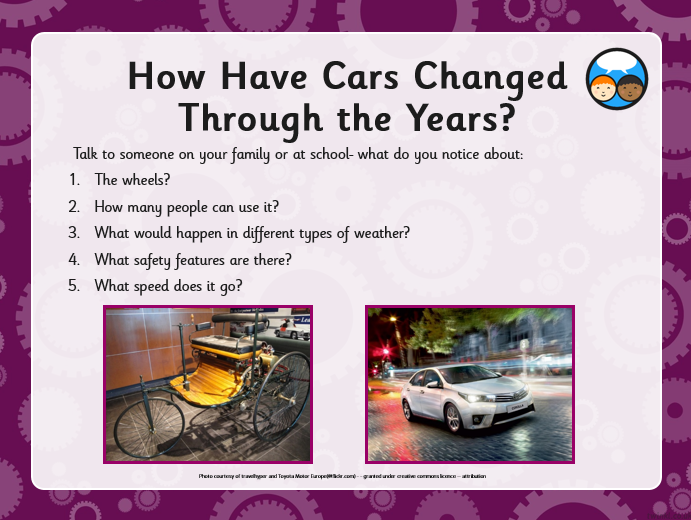 How Have Cars Changed
Through the Years?
Talk to someone on your family or at school- what do you notice about:
1. The wheels?
2. How many people can use it?
3. What would happen in different types of weather?
4. What safety features are there?
5. What speed does it go?
Photo courtesy of travelhyper and Toyota Motor Europe(@flickr.com) - - granted under creative commons licence – attribution